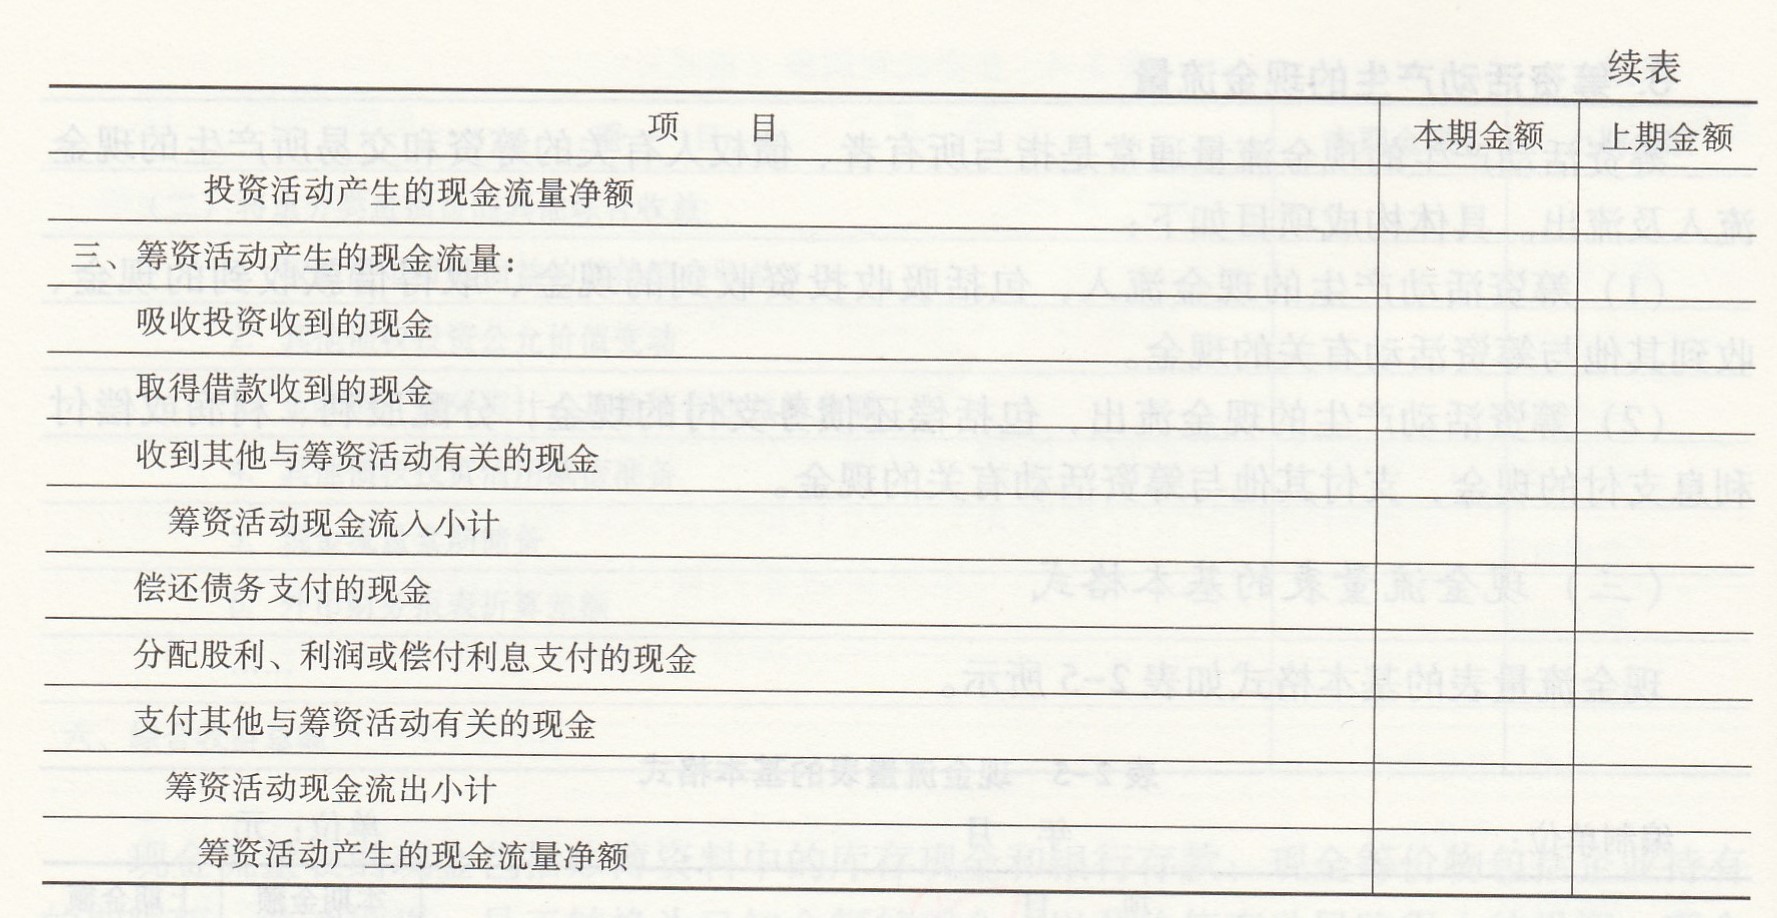 续表
项 目 本期金额 上期金额
投资活动产生的现金流量净额
三、筹资活动产生的现金流量：
吸收投资收到的现金
取得借款收到的现金
收到其他与筹资活动有关的现金
筹资活动现金流入小计
偿还债务支付的现金
分配股利、利润或偿付利息支付的现金
支付其他与筹资活动有关的现金
筹资活动现金流出小计
筹资活动产生的现金流量净额